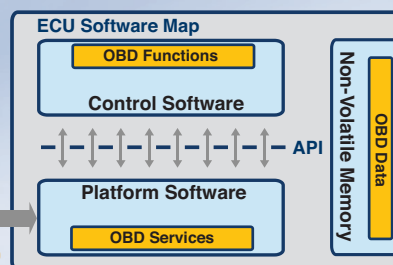 ECU Software Map
OBD Functions
Control Software
API
Platform Software
OBD Services
Non-Volatile Memory
OBD Data